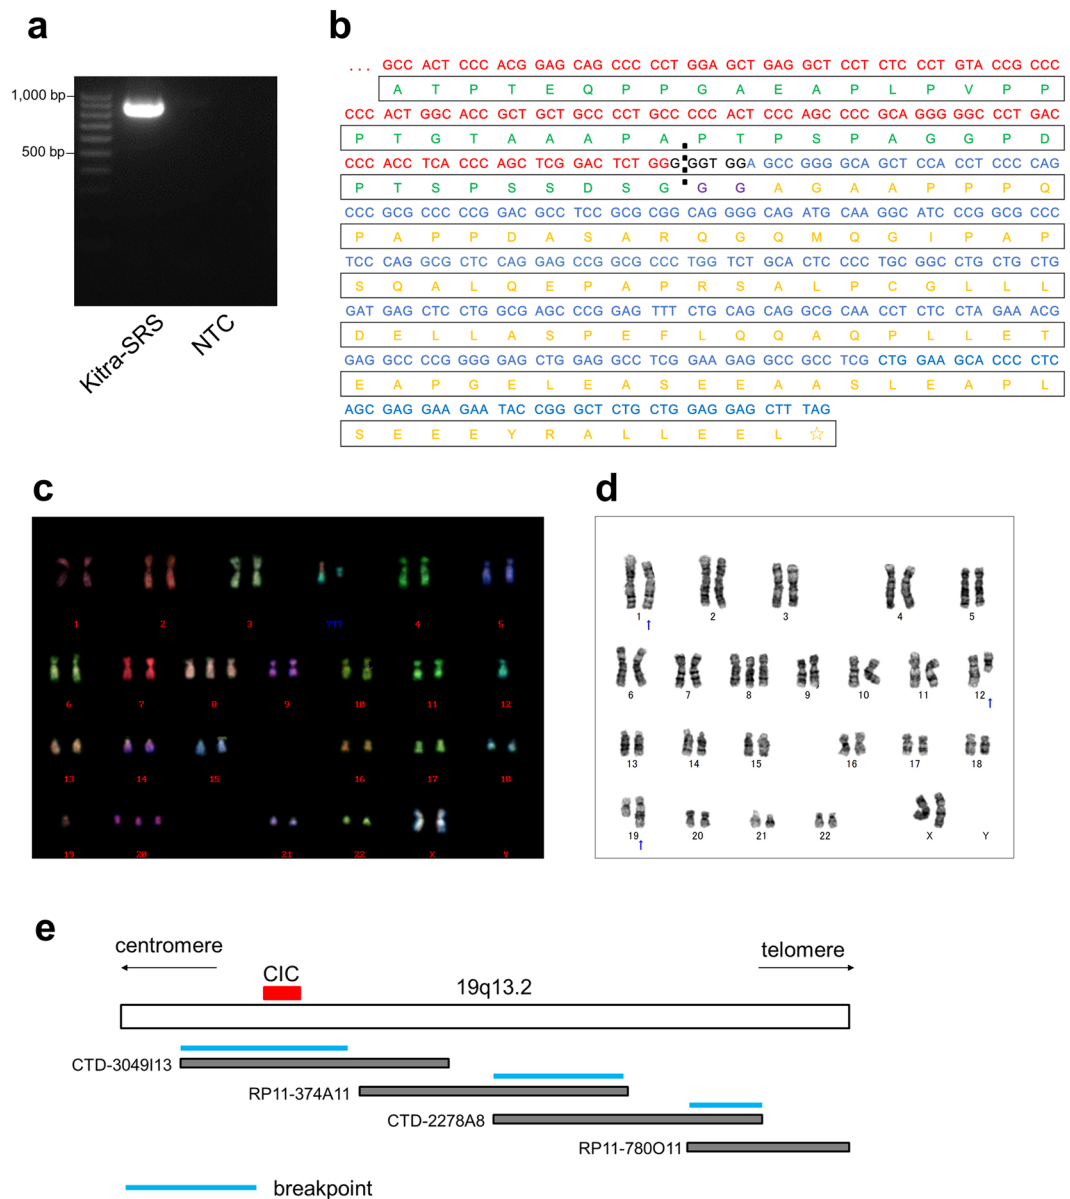 a
1,000 bp
500 bp
Kitra-SRS
NTC
b
... GCC ACT CCC ACG GAG CAG CCC CCT GGA GCT GAG GCT CCT CTC CCT GTA CCG CCC
A T P T E Q P P G A E A P L P V P P
CCC ACT GGC ACC GCT GCT GCC CCT GCC CCC ACT CCC AGC CCC GCA GGG GGC CCT GAC
P T G T A A A P A P T P S P A G G P D
CCC ACC TCA CCC AGC TCG GAC TCT GGG GGT GGA GCC GGG GCA GCT CCA CCT CCC CAG
P T S P S S D S G G G A G A A P P P Q
CCC GCG CCC CCG GAC GCC TCC GCG CGG CAG GGG CAG ATG CAA GGC ATC CCG GCG CCC
P A P P D A S A R Q G Q M Q G I P A P
TCC CAG GCG CTC CAG GAG CCG GCG CCC TGG TCT GCA CTC CCC TGC GGC CTG CTG CTG
S Q A L Q E P A P R S A L P C G L L L
GAT GAG CTC CTG GCG AGC CCG GAG TTT CTG CAG CAG GCG CAA CCT CTC CTA GAA ACG
D E L L A S P E F L Q Q A Q P L L E T
GAG GCC CCG GGG GAG CTG GAG GCC TCG GAA GAG GCC GCC TCG CTG GAA GCA CCC CTC
E A P G E L E A S E E A A S L E A P L
AGC GAG GAA GAA TAC CGG GCT CTG CTG GAG GAG CTT TAG
S E E E Y R A L L E E L ☆
c
1 2 3 ??? 4 5
6 7 8 9 10 11 12
13 14 15 16 17 18
19 20 21 22 X Y
d
1 2 3 4 5
6 7 8 9 10 11 12
13 14 15 16 17 18
19 20 21 22 X Y
e
centromere
telomere
CIC
19q13.2
CTD-3049I13
RP11-374A11
CTD-2278A8
RP11-780O11
breakpoint